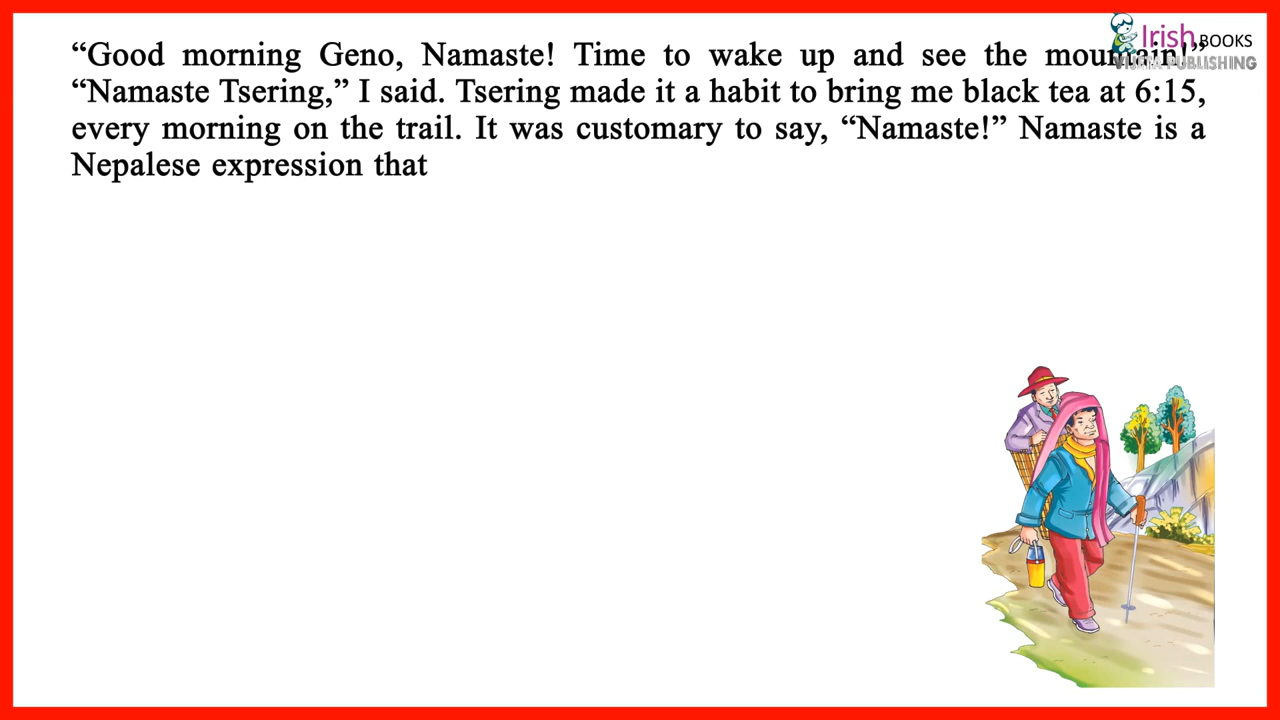 “Good morning Geno, Namaste! Time to wake up and see the mountain!”
“Namaste Tsering,” I said. Tsering made it a habit to bring me black tea at 6:15,
every morning on the trail. It was customary to say, “Namaste!” Namaste is a
Nepalese expression that
Irish BOOKS
VIJAYA PUBLISHING